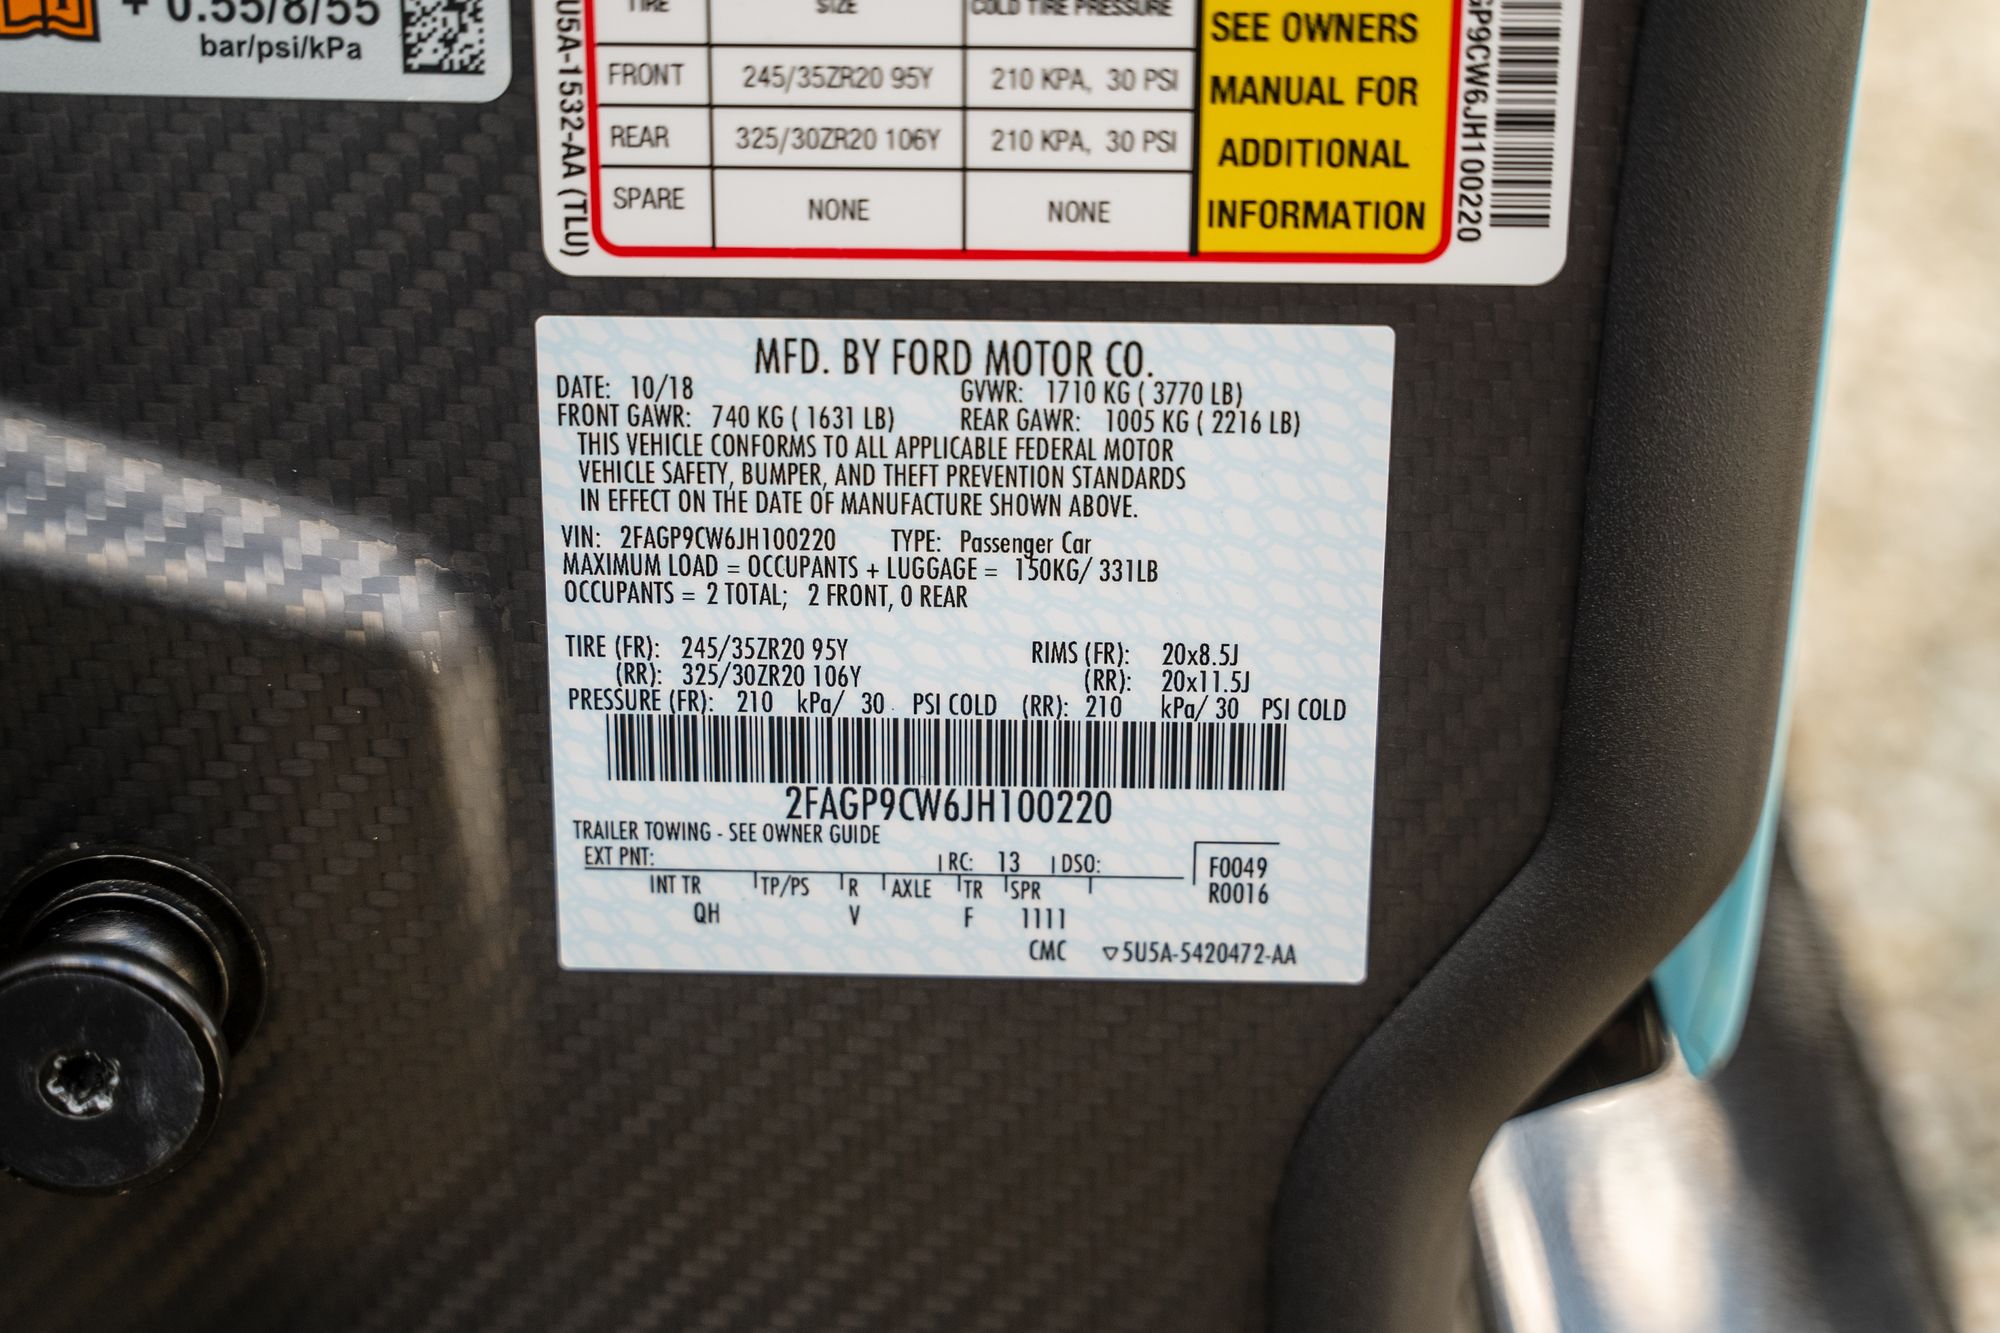 + 0.55/8/55
bar/psi/kPa
U5A-1532-AA (TLU)
TIRE SIZE COLD TIRE PRESSURE
FRONT 245/35ZR20 95Y 210 KPA, 30 PSI
REAR 325/30ZR20 106Y 210 KPA, 30 PSI
SPARE NONE NONE
SEE OWNERS
MANUAL FOR
ADDITIONAL
INFORMATION
GP9CW6JH100220
MFD. BY FORD MOTOR CO.
DATE: 10/18 GVWR: 1710 KG ( 3770 LB)
FRONT GAWR: 740 KG ( 1631 LB) REAR GAWR: 1005 KG ( 2216 LB)
THIS VEHICLE CONFORMS TO ALL APPLICABLE FEDERAL MOTOR
VEHICLE SAFETY, BUMPER, AND THEFT PREVENTION STANDARDS
IN EFFECT ON THE DATE OF MANUFACTURE SHOWN ABOVE.
VIN: 2FAGP9CW6JH100220 TYPE: Passenger Car
MAXIMUM LOAD = OCCUPANTS + LUGGAGE = 150KG/ 331LB
OCCUPANTS = 2 TOTAL; 2 FRONT, 0 REAR
TIRE (FR): 245/35ZR20 95Y RIMS (FR): 20x8.5J
(RR): 325/30ZR20 106Y (RR): 20x11.5J
PRESSURE (FR): 210 kPa/ 30 PSI COLD (RR): 210 kPa/ 30 PSI COLD
2FAGP9CW6JH100220
TRAILER TOWING - SEE OWNER GUIDE
EXT PNT: RC: 13 DSO: F0049
INT TR TP/PS R AXLE TR SPR R0016
QH V F 1111
CMC ▽5U5A-5420472-AA